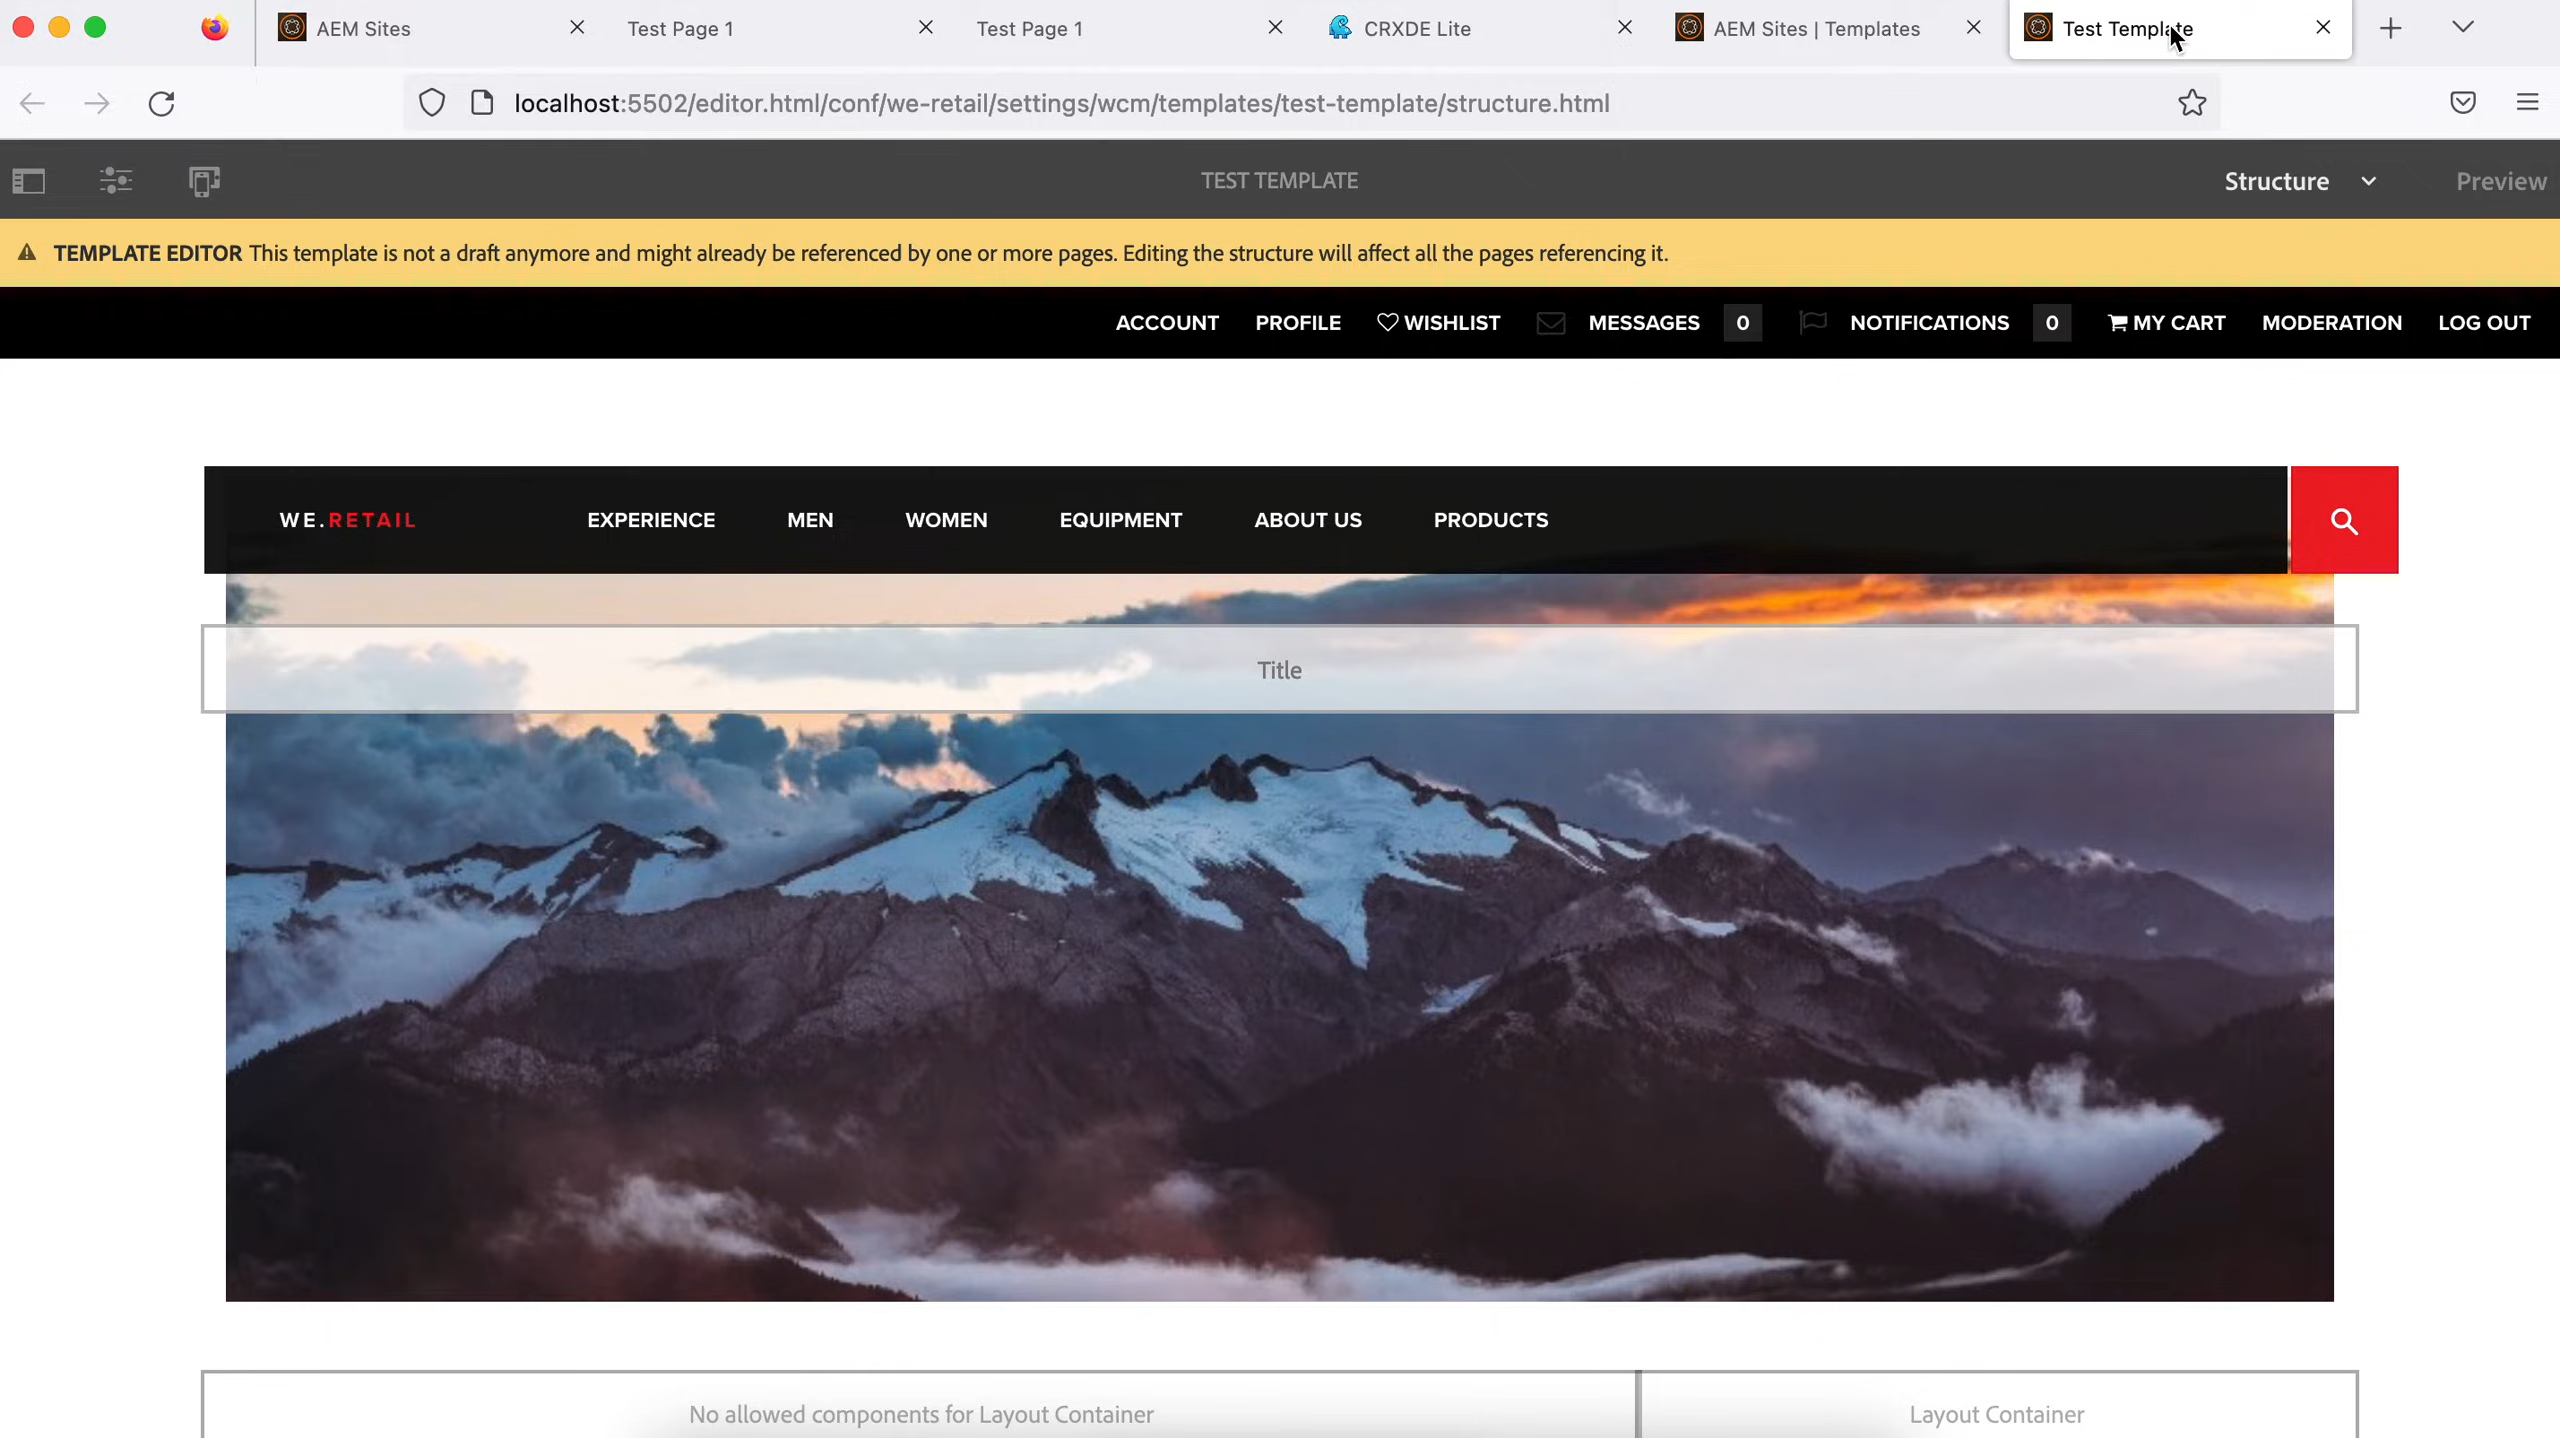 AEM Sites
Test Page 1
Test Page 1
CRXDE Lite
AEM Sites | Templates
Test Template
localhost:5502/editor.html/conf/we-retail/settings/wcm/templates/test-template/structure.html
TEST TEMPLATE
Structure
Preview
TEMPLATE EDITOR This template is not a draft anymore and might already be referenced by one or more pages. Editing the structure will affect all the pages referencing it.
ACCOUNT PROFILE WISHLIST MESSAGES 0 NOTIFICATIONS 0 MY CART MODERATION LOG OUT
WE.RETAIL EXPERIENCE MEN WOMEN EQUIPMENT ABOUT US PRODUCTS
Title
No allowed components for Layout Container
Layout Container